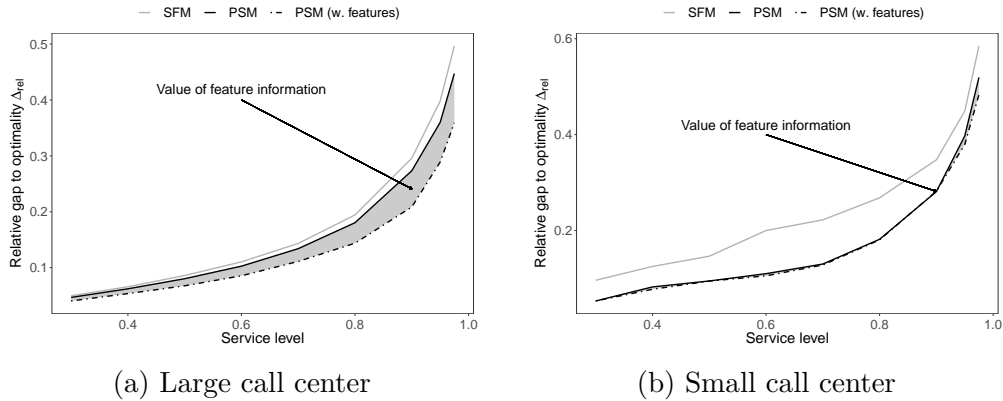 SFM PSM PSM (w. features)
Relative gap to optimality Δrel
0.5
0.4
0.3
0.2
0.1
Value of feature information
0.4 0.6 0.8 1.0
Service level
(a) Large call center
SFM PSM PSM (w. features)
Relative gap to optimality Δrel
0.6
0.4
0.2
Value of feature information
0.4 0.6 0.8 1.0
Service level
(b) Small call center